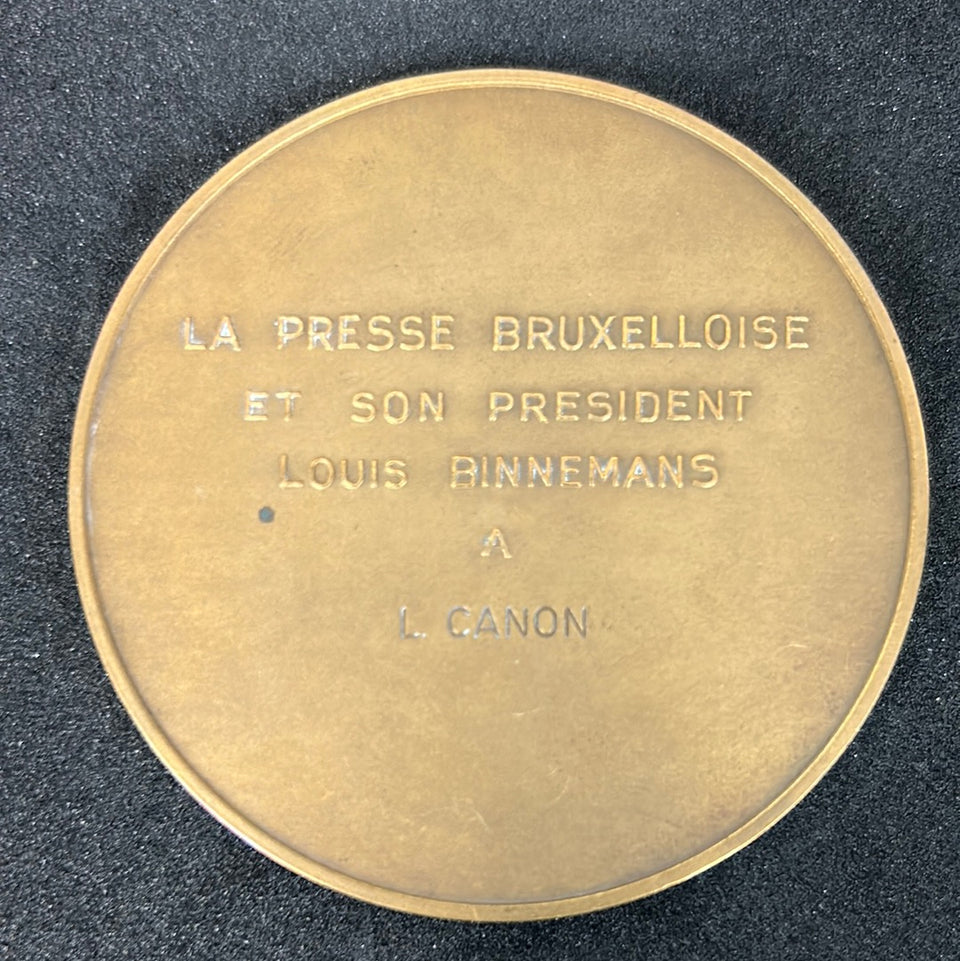 LA PRESSE BRUXELLOISE
ET SON PRESIDENT
LOUIS BINNEMANS
A
L. CANON